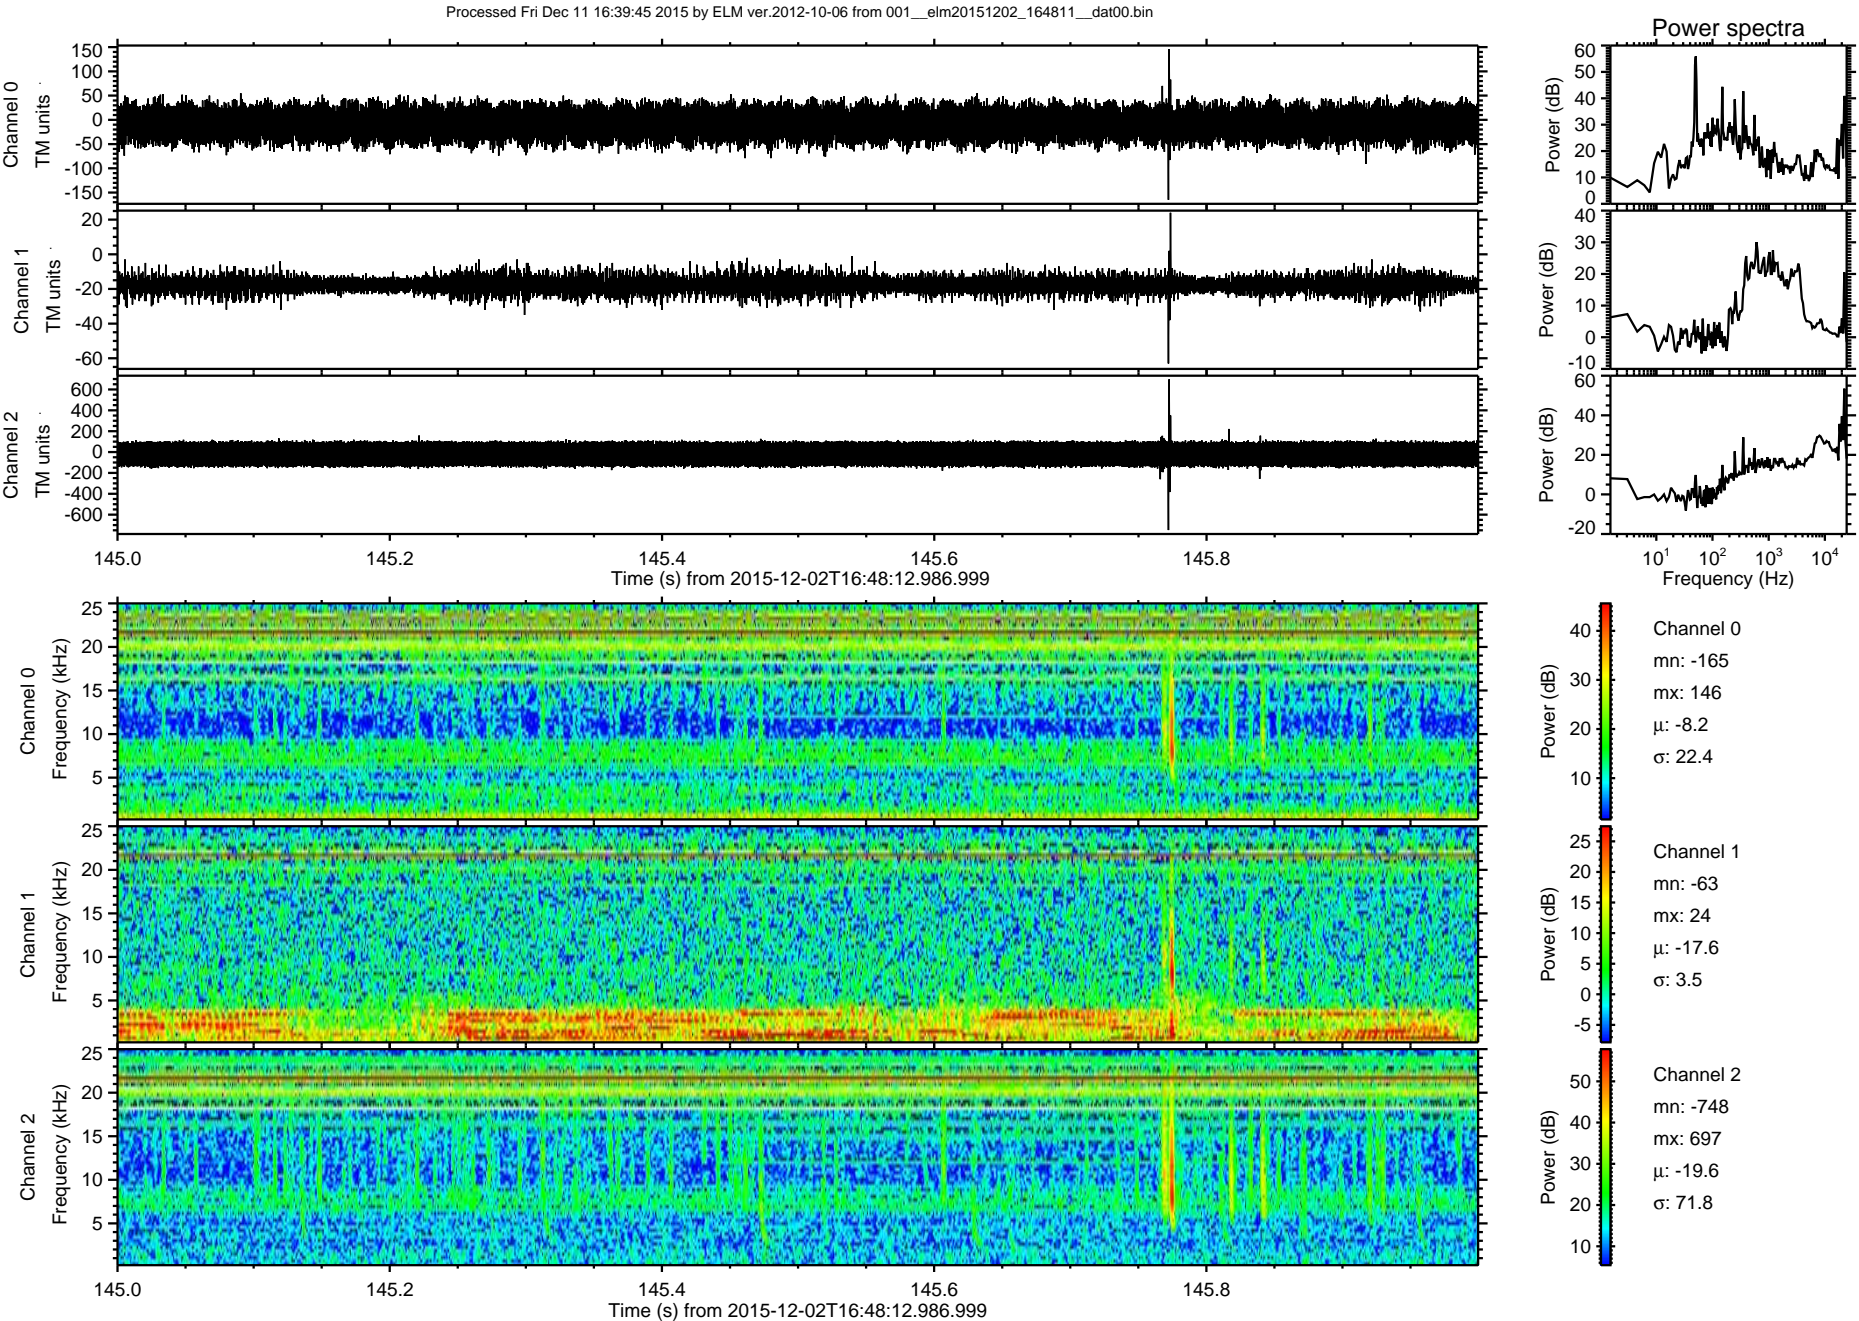 Processed Fri Dec 11 16:39:45 2015 by ELM ver.2012-10-06 from 001__elm20151202_164811__dat00.bin
Power spectra
Channel 0
TM units
150
100
50
0
-50
-100
-150
Power (dB)
60
50
40
30
20
10
0
Channel 1
TM units
20
0
-20
-40
-60
Power (dB)
40
30
20
10
0
-10
Channel 2
TM units
600
400
200
0
-200
-400
-600
Power (dB)
60
40
20
0
-20
145.0 145.2 145.4 145.6 145.8
Time (s) from 2015-12-02T16:48:12.986.999
10^1 10^2 10^3 10^4
Frequency (Hz)
Channel 0
Frequency (kHz)
25
20
15
10
5
Power (dB)
40
30
20
10
Channel 0
mn: -165
mx: 146
μ: -8.2
σ: 22.4
Channel 1
Frequency (kHz)
25
20
15
10
5
Power (dB)
25
20
15
10
5
0
-5
Channel 1
mn: -63
mx: 24
μ: -17.6
σ: 3.5
Channel 2
Frequency (kHz)
25
20
15
10
5
Power (dB)
50
40
30
20
10
Channel 2
mn: -748
mx: 697
μ: -19.6
σ: 71.8
145.0 145.2 145.4 145.6 145.8
Time (s) from 2015-12-02T16:48:12.986.999